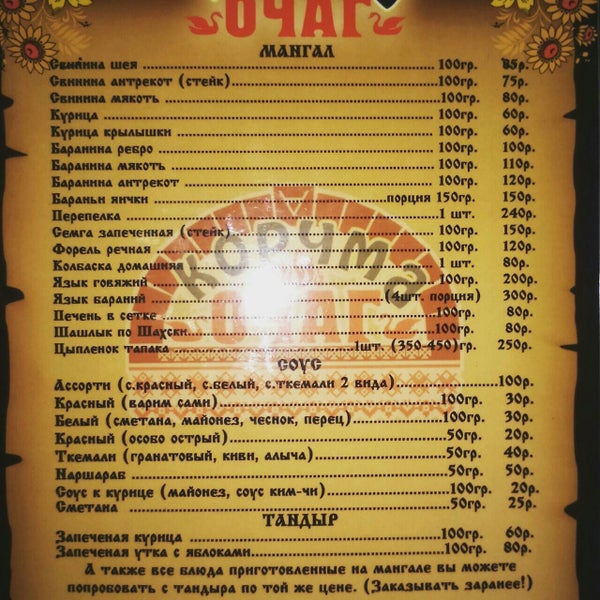 ОЧАГ
МАНГАЛ
Свинина шея 100гр. 85р.
Свинина антрекот (стейк) 100гр. 75р.
Свинина мякоть 100гр. 80р.
Курица 100гр. 60р.
Курица крылышки 100гр. 60р.
Баранина ребро 100гр. 100р.
Баранина мякоть 100гр. 110р.
Баранина антрекот 100гр. 120р.
Бараньи яички порция 150гр. 150р.
Перепелка 1 шт. 240р.
Семга запеченная (стейк) 100гр. 150р.
Форель речная 100гр. 120р.
Колбаска домашняя 1 шт. 80р.
Язык говяжий 100гр. 200р.
Язык бараний (4шт. порция) 300р.
Печень в сетке 100гр. 80р.
Шашлык по Шахски 100гр. 80р.
Цыпленок тапака 1шт. (350-450)гр. 250р.
СОУС
Ассорти (с.красный, с.белый, с.ткемали 2 вида) 100р.
Красный (варим сами) 100гр. 30р.
Белый (сметана, майонез, чеснок, перец) 100гр. 30р.
Красный (особо острый) 50гр. 20р.
Ткемали (гранатовый, киви, алыча) 50гр. 40р.
Наршараб 50гр. 50р.
Соус к курице (майонез, соус ким-чи) 100гр. 20р.
Сметана 50гр. 25р.
ТАНДЫР
Запеченая курица 100гр. 60р.
Запеченая утка с яблоками 100гр. 80р.
А также все блюда приготовленные на мангале вы можете
попробовать с тандыра по той же цене. (Заказывать заранее!)
КОРЧМА
ОЧАГ